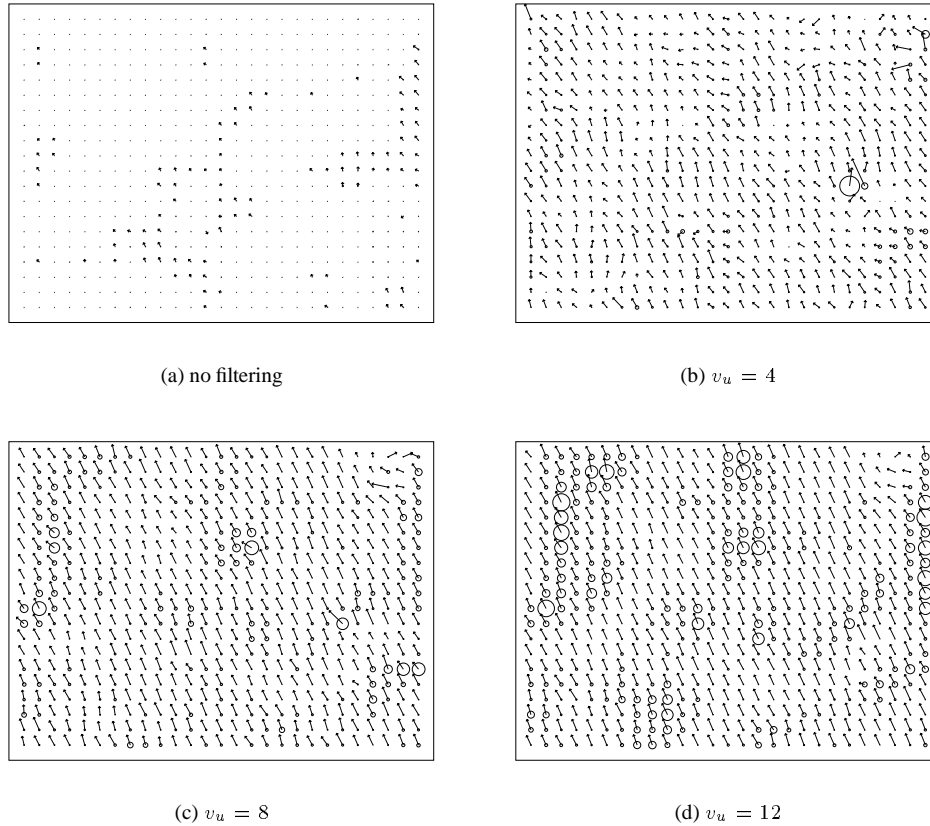 (a) no filtering
(b) v_u = 4
(c) v_u = 8
(d) v_u = 12